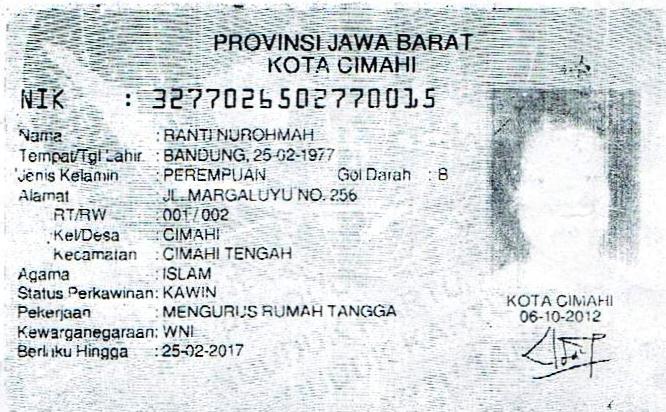 PROVINSI JAWA BARAT
KOTA CIMAHI
NIK : 3277026502770015
Nama : RANTI NUROHMAH
Tempat/Tgl Lahir : BANDUNG, 25-02-1977
Jenis Kelamin : PEREMPUAN Gol Darah : B
Alamat : JL. MARGALUYU NO. 256
RT/RW : 001/002
Kel/Desa : CIMAHI
Kecamatan : CIMAHI TENGAH
Agama : ISLAM
Status Perkawinan: KAWIN
Pekerjaan : MENGURUS RUMAH TANGGA
Kewarganegaraan: WNI
Berlaku Hingga : 25-02-2017
KOTA CIMAHI
06-10-2012